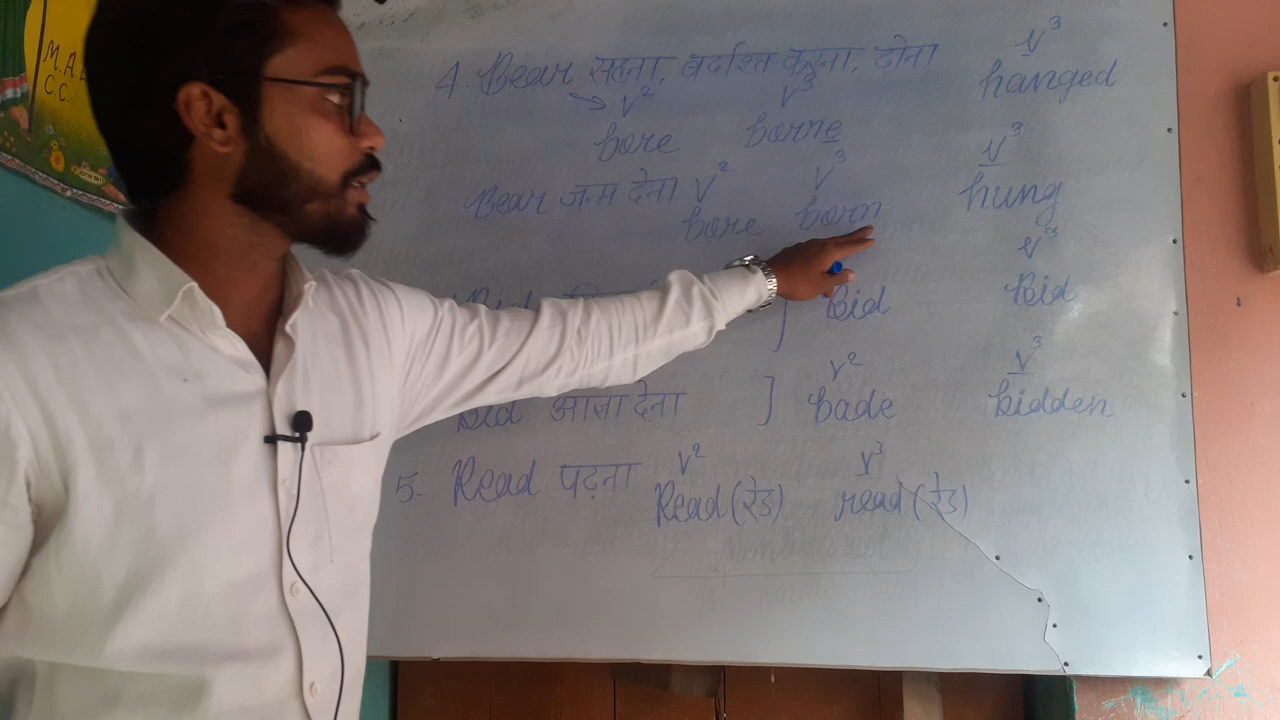 M.A.
C.C.
4. Bear सहना, बर्दाश्त करना, ढोना
V³
hanged
→ V² V³
bore borne
V³
hung
Bear जन्म देना V² V³
bore born
V³
Bid ] Bid Bid
V² V³
Bid आज्ञा देना ] bade bidden
V² V³
5. Read पढ़ना Read (रेड) read (रेड)